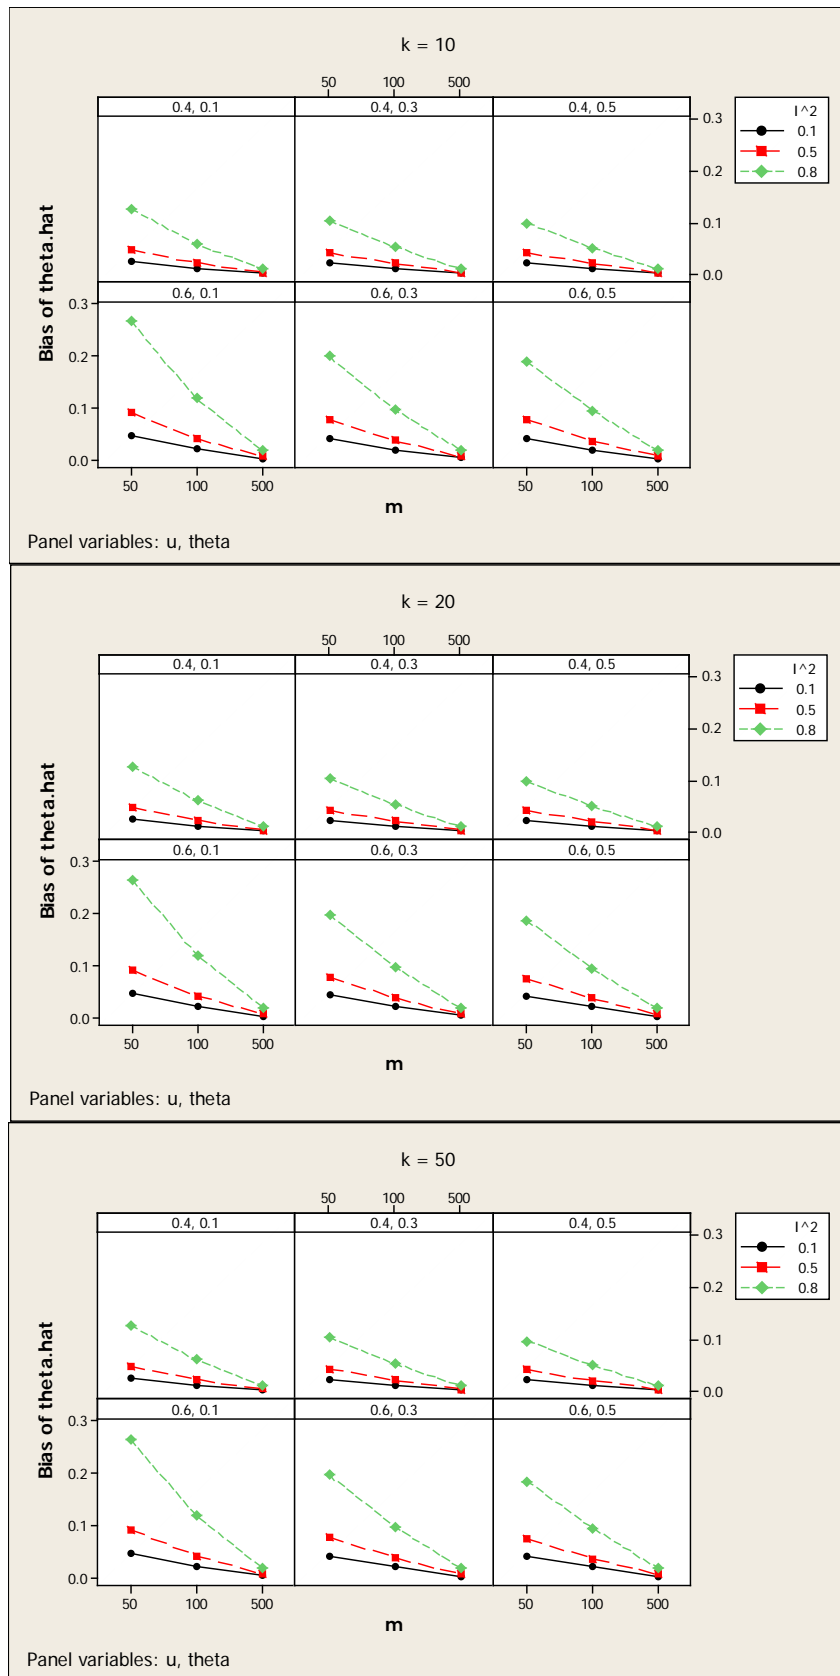 k = 10
50 100 500
0.4, 0.1 0.4, 0.3 0.4, 0.5
0.3
0.2
0.1
0.0
I^2
0.1
0.5
0.8
Bias of theta.hat
0.6, 0.1 0.6, 0.3 0.6, 0.5
0.3
0.2
0.1
0.0
50 100 500 50 100 500
m
Panel variables: u, theta
k = 20
50 100 500
0.4, 0.1 0.4, 0.3 0.4, 0.5
0.3
0.2
0.1
0.0
I^2
0.1
0.5
0.8
Bias of theta.hat
0.6, 0.1 0.6, 0.3 0.6, 0.5
0.3
0.2
0.1
0.0
50 100 500 50 100 500
m
Panel variables: u, theta
k = 50
50 100 500
0.4, 0.1 0.4, 0.3 0.4, 0.5
0.3
0.2
0.1
0.0
I^2
0.1
0.5
0.8
Bias of theta.hat
0.6, 0.1 0.6, 0.3 0.6, 0.5
0.3
0.2
0.1
0.0
50 100 500 50 100 500
m
Panel variables: u, theta